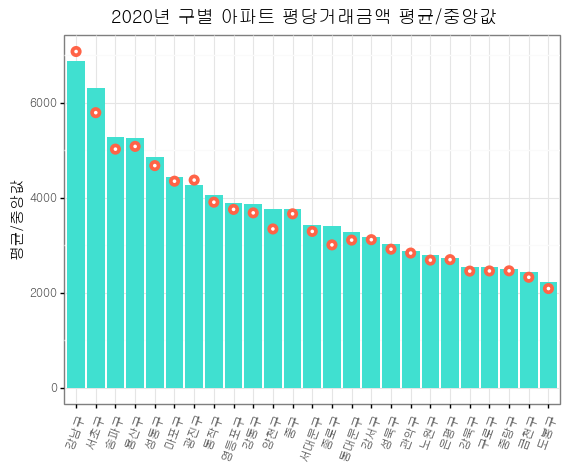 2020년 구별 아파트 평당거래금액 평균/중앙값
평균/중앙값
6000
4000
2000
0
강남구
서초구
송파구
용산구
성동구
마포구
광진구
동작구
영등포구
강동구
양천구
중구
서대문구
종로구
동대문구
강서구
성북구
관악구
노원구
은평구
강북구
구로구
중랑구
금천구
도봉구